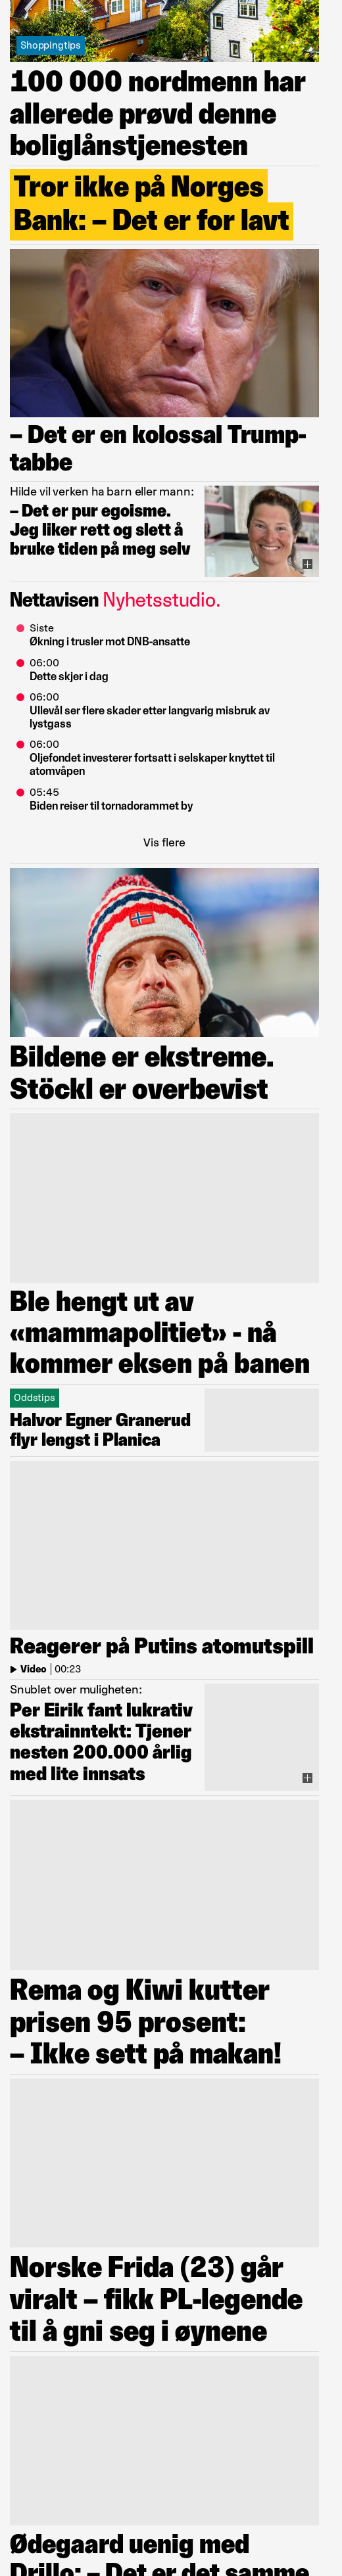 Shoppingtips
100 000 nordmenn har
allerede prøvd denne
boliglånstjenesten
Tror ikke på Norges
Bank: – Det er for lavt
– Det er en kolossal Trump-
tabbe
Hilde vil verken ha barn eller mann:
– Det er pur egoisme.
Jeg liker rett og slett å
bruke tiden på meg selv
Nettavisen Nyhetsstudio.
Siste
Økning i trusler mot DNB-ansatte
06:00
Dette skjer i dag
06:00
Ullevål ser flere skader etter langvarig misbruk av
lystgass
06:00
Oljefondet investerer fortsatt i selskaper knyttet til
atomvåpen
05:45
Biden reiser til tornadorammet by
Vis flere
Bildene er ekstreme.
Stöckl er overbevist
Ble hengt ut av
«mammapolitiet» - nå
kommer eksen på banen
Oddstips
Halvor Egner Granerud
flyr lengst i Planica
Reagerer på Putins atomutspill
Video | 00:23
Snublet over muligheten:
Per Eirik fant lukrativ
ekstrainntekt: Tjener
nesten 200.000 årlig
med lite innsats
Rema og Kiwi kutter
prisen 95 prosent:
– Ikke sett på makan!
Norske Frida (23) går
viralt – fikk PL-legende
til å gni seg i øynene
Ødegaard uenig med
Drillo: – Det er det samme